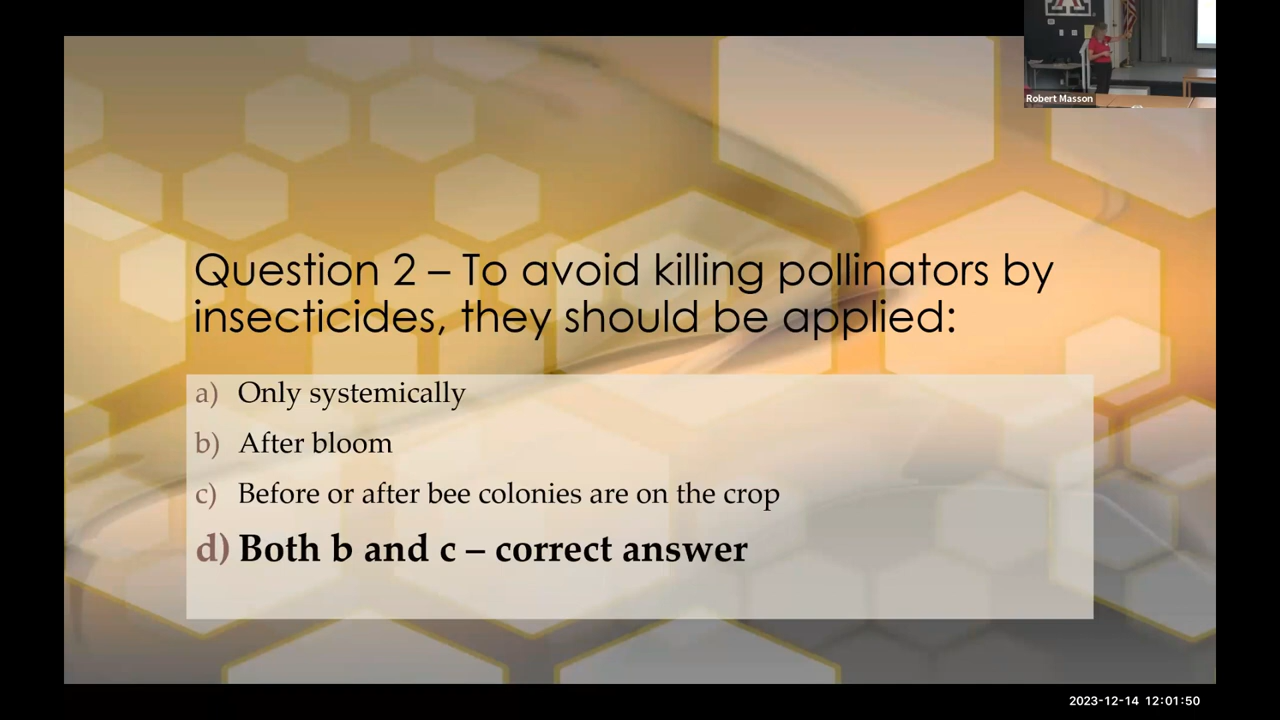 Robert Masson
Question 2 – To avoid killing pollinators by
insecticides, they should be applied:
a) Only systemically
b) After bloom
c) Before or after bee colonies are on the crop
d) Both b and c – correct answer
2023-12-14 12:01:50